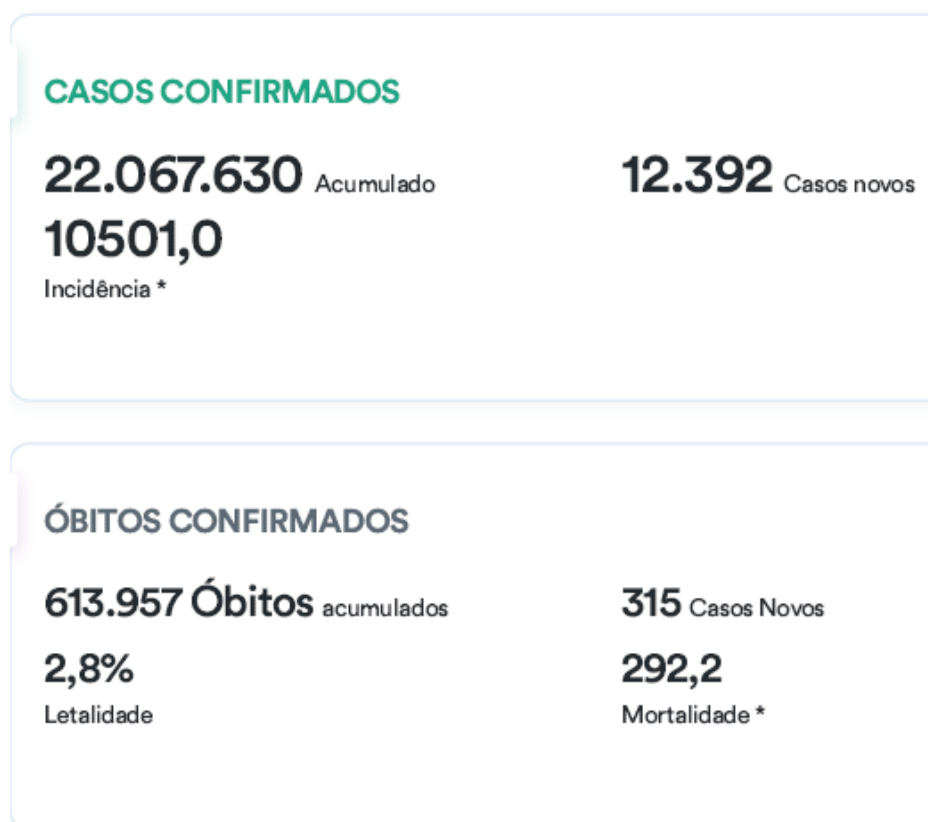 CASOS CONFIRMADOS
22.067.630 Acumulado 12.392 Casos novos
10501,0
Incidência *
ÓBITOS CONFIRMADOS
613.957 Óbitos acumulados 315 Casos Novos
2,8% 292,2
Letalidade Mortalidade *